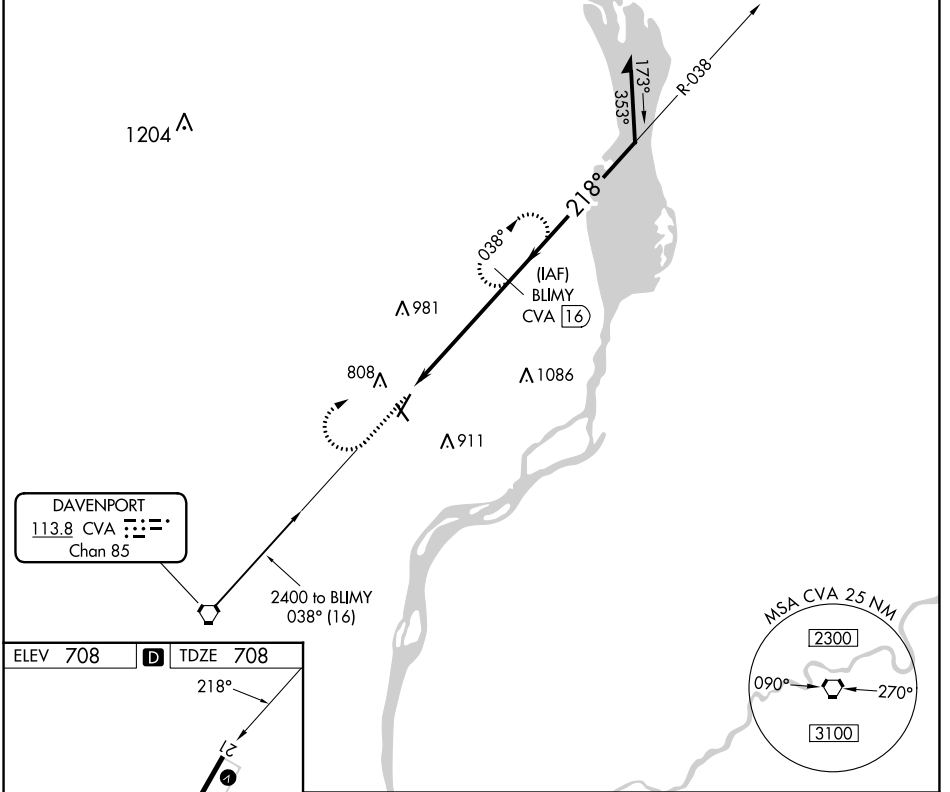 173°
353°
R-038
1204
218°
038°
(IAF)
BLIMY
CVA 16
981
808
1086
911
DAVENPORT
113.8 CVA
Chan 85
2400 to BLIMY
038° (16)
MSA CVA 25 NM
2300
090°
270°
3100
ELEV 708 D TDZE 708
218°
21
V